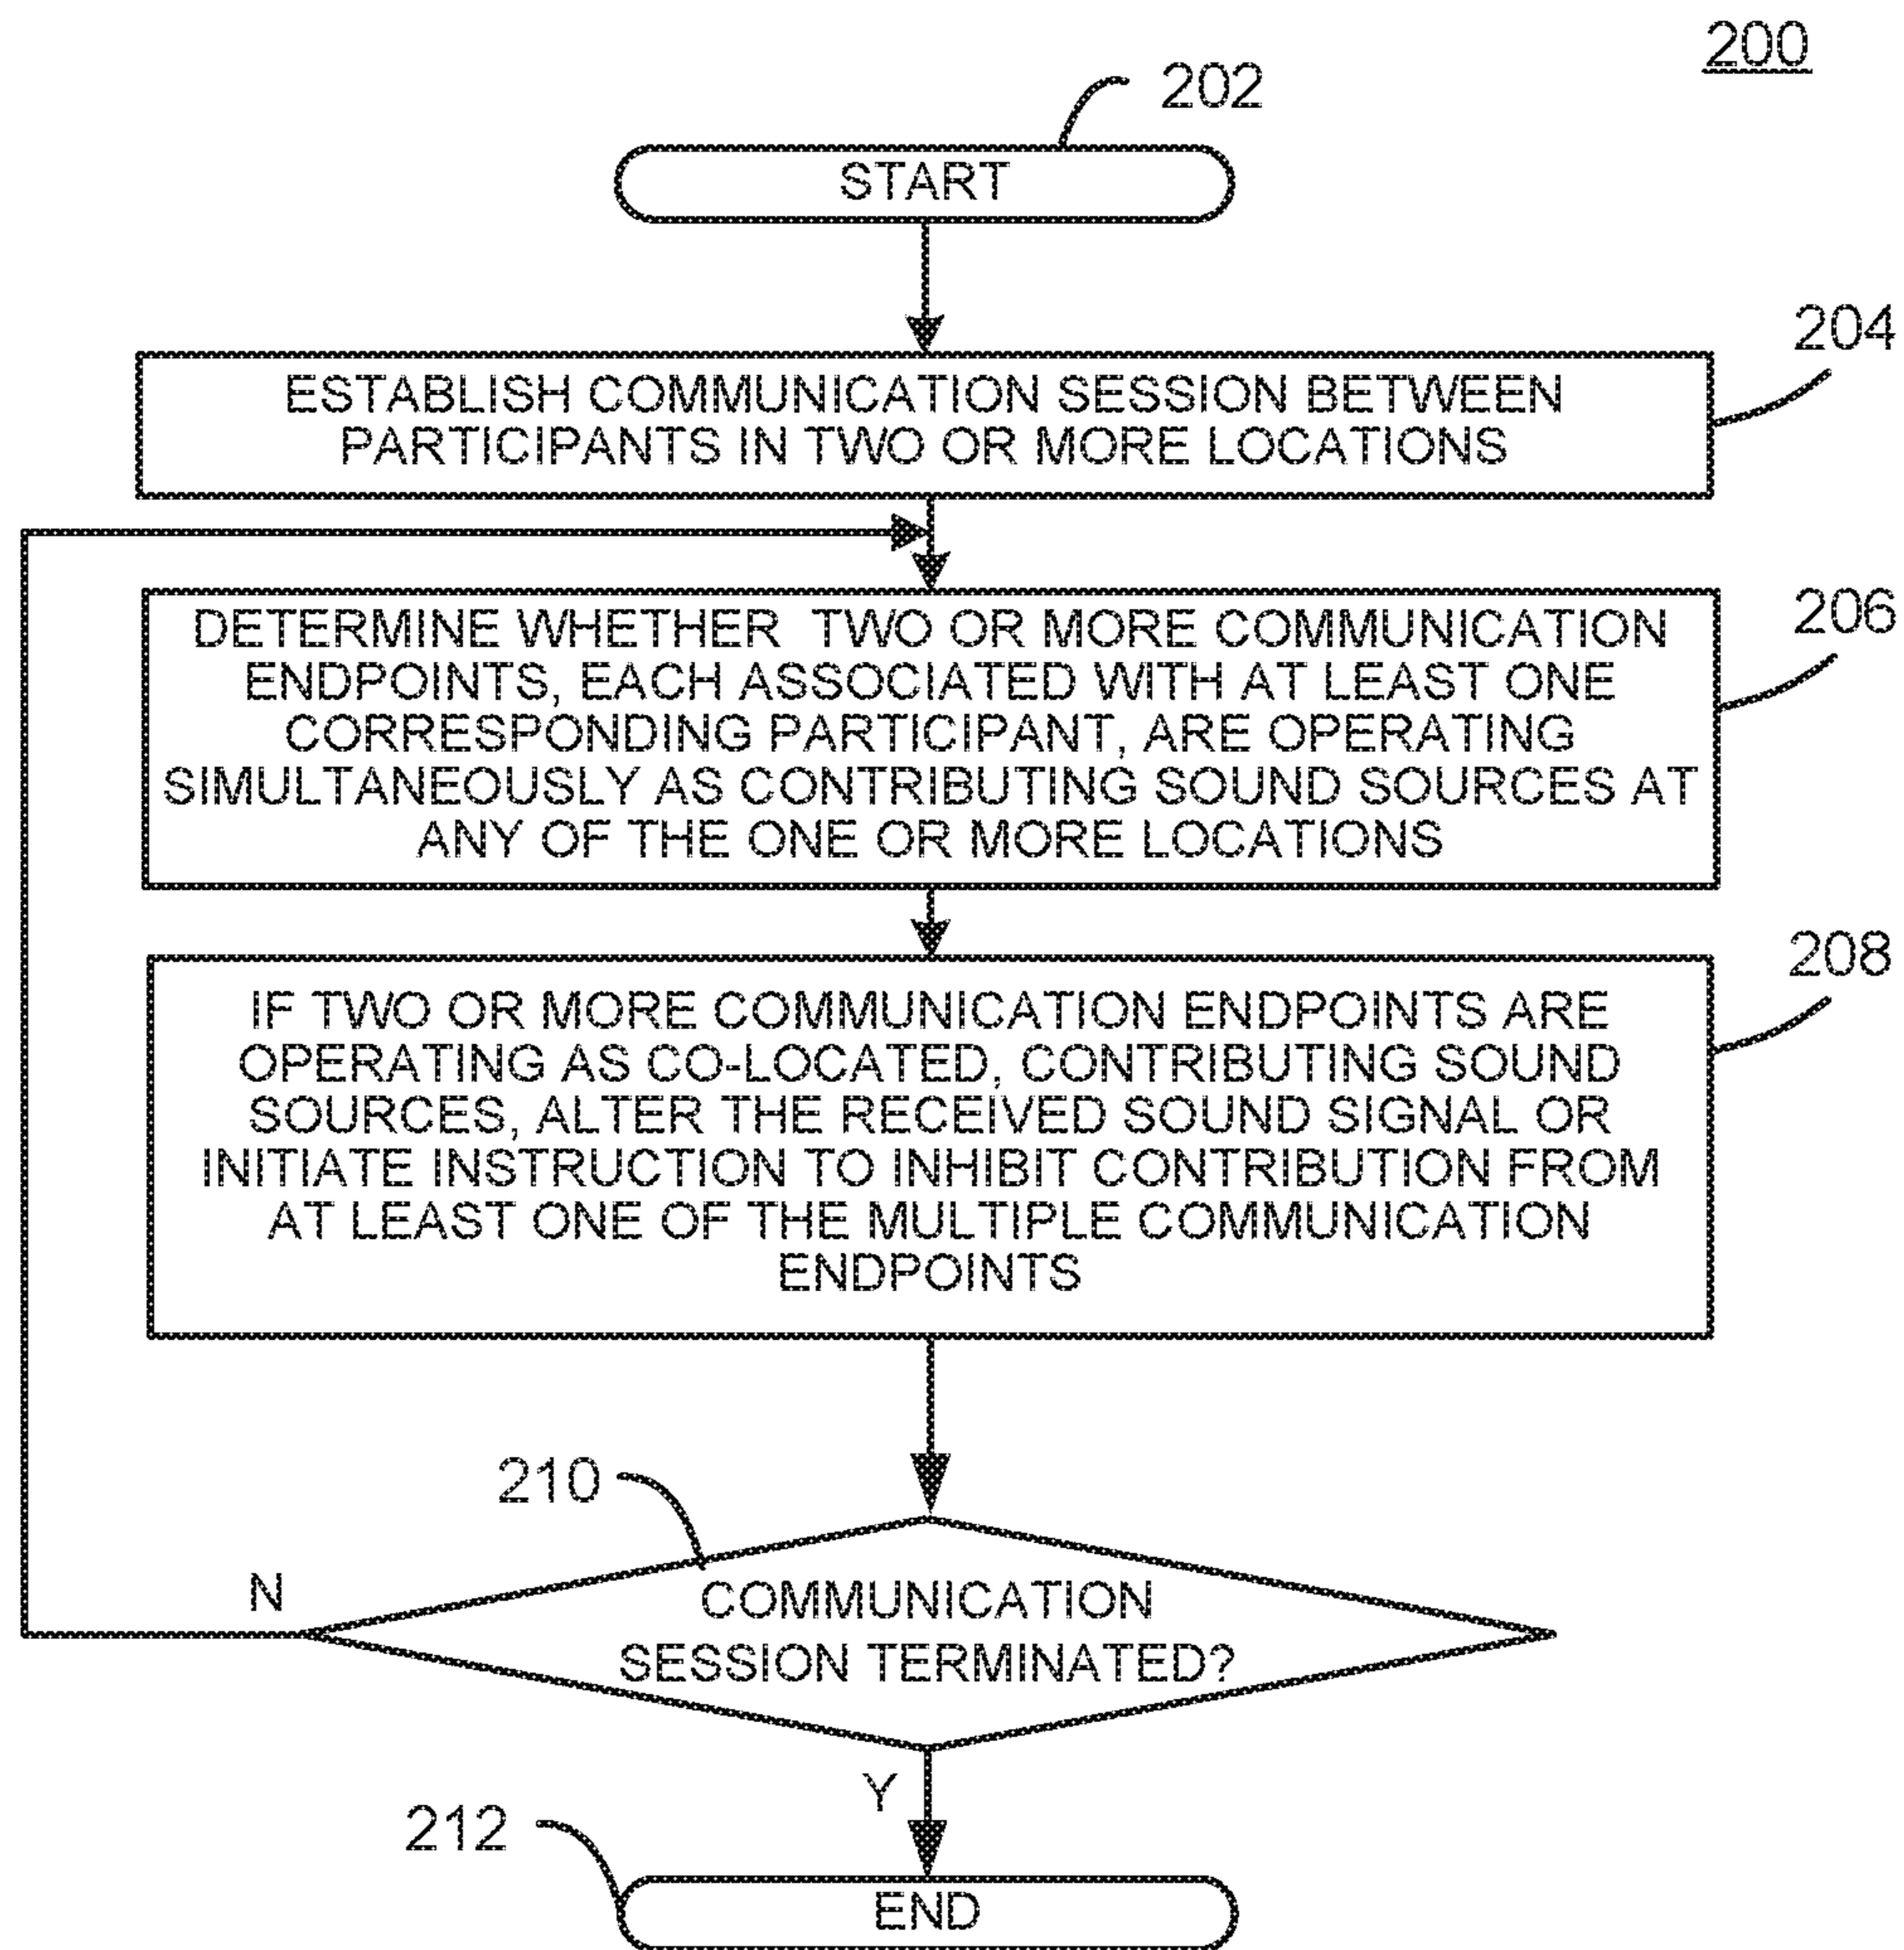 200
202
START
204
ESTABLISH COMMUNICATION SESSION BETWEEN
PARTICIPANTS IN TWO OR MORE LOCATIONS
206
DETERMINE WHETHER TWO OR MORE COMMUNICATION
ENDPOINTS, EACH ASSOCIATED WITH AT LEAST ONE
CORRESPONDING PARTICIPANT, ARE OPERATING
SIMULTANEOUSLY AS CONTRIBUTING SOUND SOURCES AT
ANY OF THE ONE OR MORE LOCATIONS
208
IF TWO OR MORE COMMUNICATION ENDPOINTS ARE
OPERATING AS CO-LOCATED, CONTRIBUTING SOUND
SOURCES, ALTER THE RECEIVED SOUND SIGNAL OR
INITIATE INSTRUCTION TO INHIBIT CONTRIBUTION FROM
AT LEAST ONE OF THE MULTIPLE COMMUNICATION
ENDPOINTS
210
N
COMMUNICATION
SESSION TERMINATED?
Y
212
END